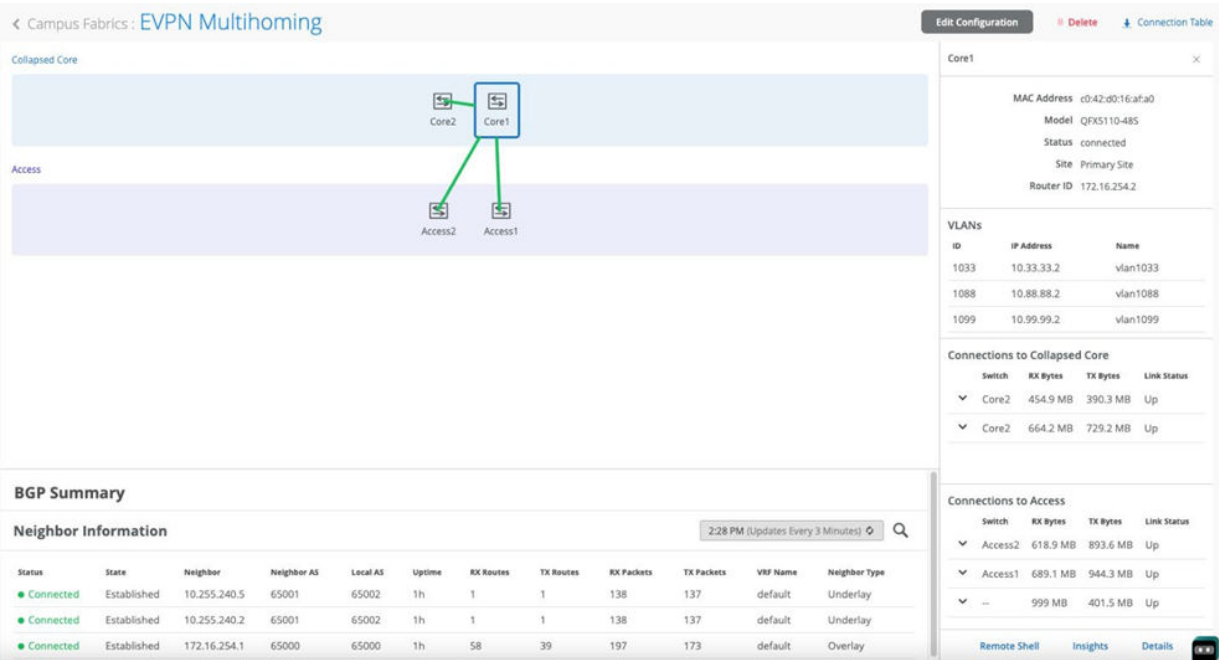 Campus Fabrics : EVPN Multihoming
Edit Configuration Delete Connection Table
Collapsed Core
Core2 Core1
Access
Access2 Access1
Core1
MAC Address c0:42:d0:16:af:a0
Model QFX5110-48S
Status connected
Site Primary Site
Router ID 172.16.254.2
VLANs
ID IP Address Name
1033 10.33.33.2 vlan1033
1088 10.88.88.2 vlan1088
1099 10.99.99.2 vlan1099
Connections to Collapsed Core
Switch RX Bytes TX Bytes Link Status
Core2 454.9 MB 390.3 MB Up
Core2 664.2 MB 729.2 MB Up
Connections to Access
Switch RX Bytes TX Bytes Link Status
Access2 618.9 MB 893.6 MB Up
Access1 689.1 MB 944.3 MB Up
-- 999 MB 401.5 MB Up
Remote Shell Insights Details
BGP Summary
Neighbor Information
2:28 PM (Updates Every 3 Minutes)
Status State Neighbor Neighbor AS Local AS Uptime RX Routes TX Routes RX Packets TX Packets VRF Name Neighbor Type
Connected Established 10.255.240.5 65001 65002 1h 1 1 138 137 default Underlay
Connected Established 10.255.240.2 65001 65002 1h 1 1 138 137 default Underlay
Connected Established 172.16.254.1 65000 65000 1h 58 39 197 173 default Overlay